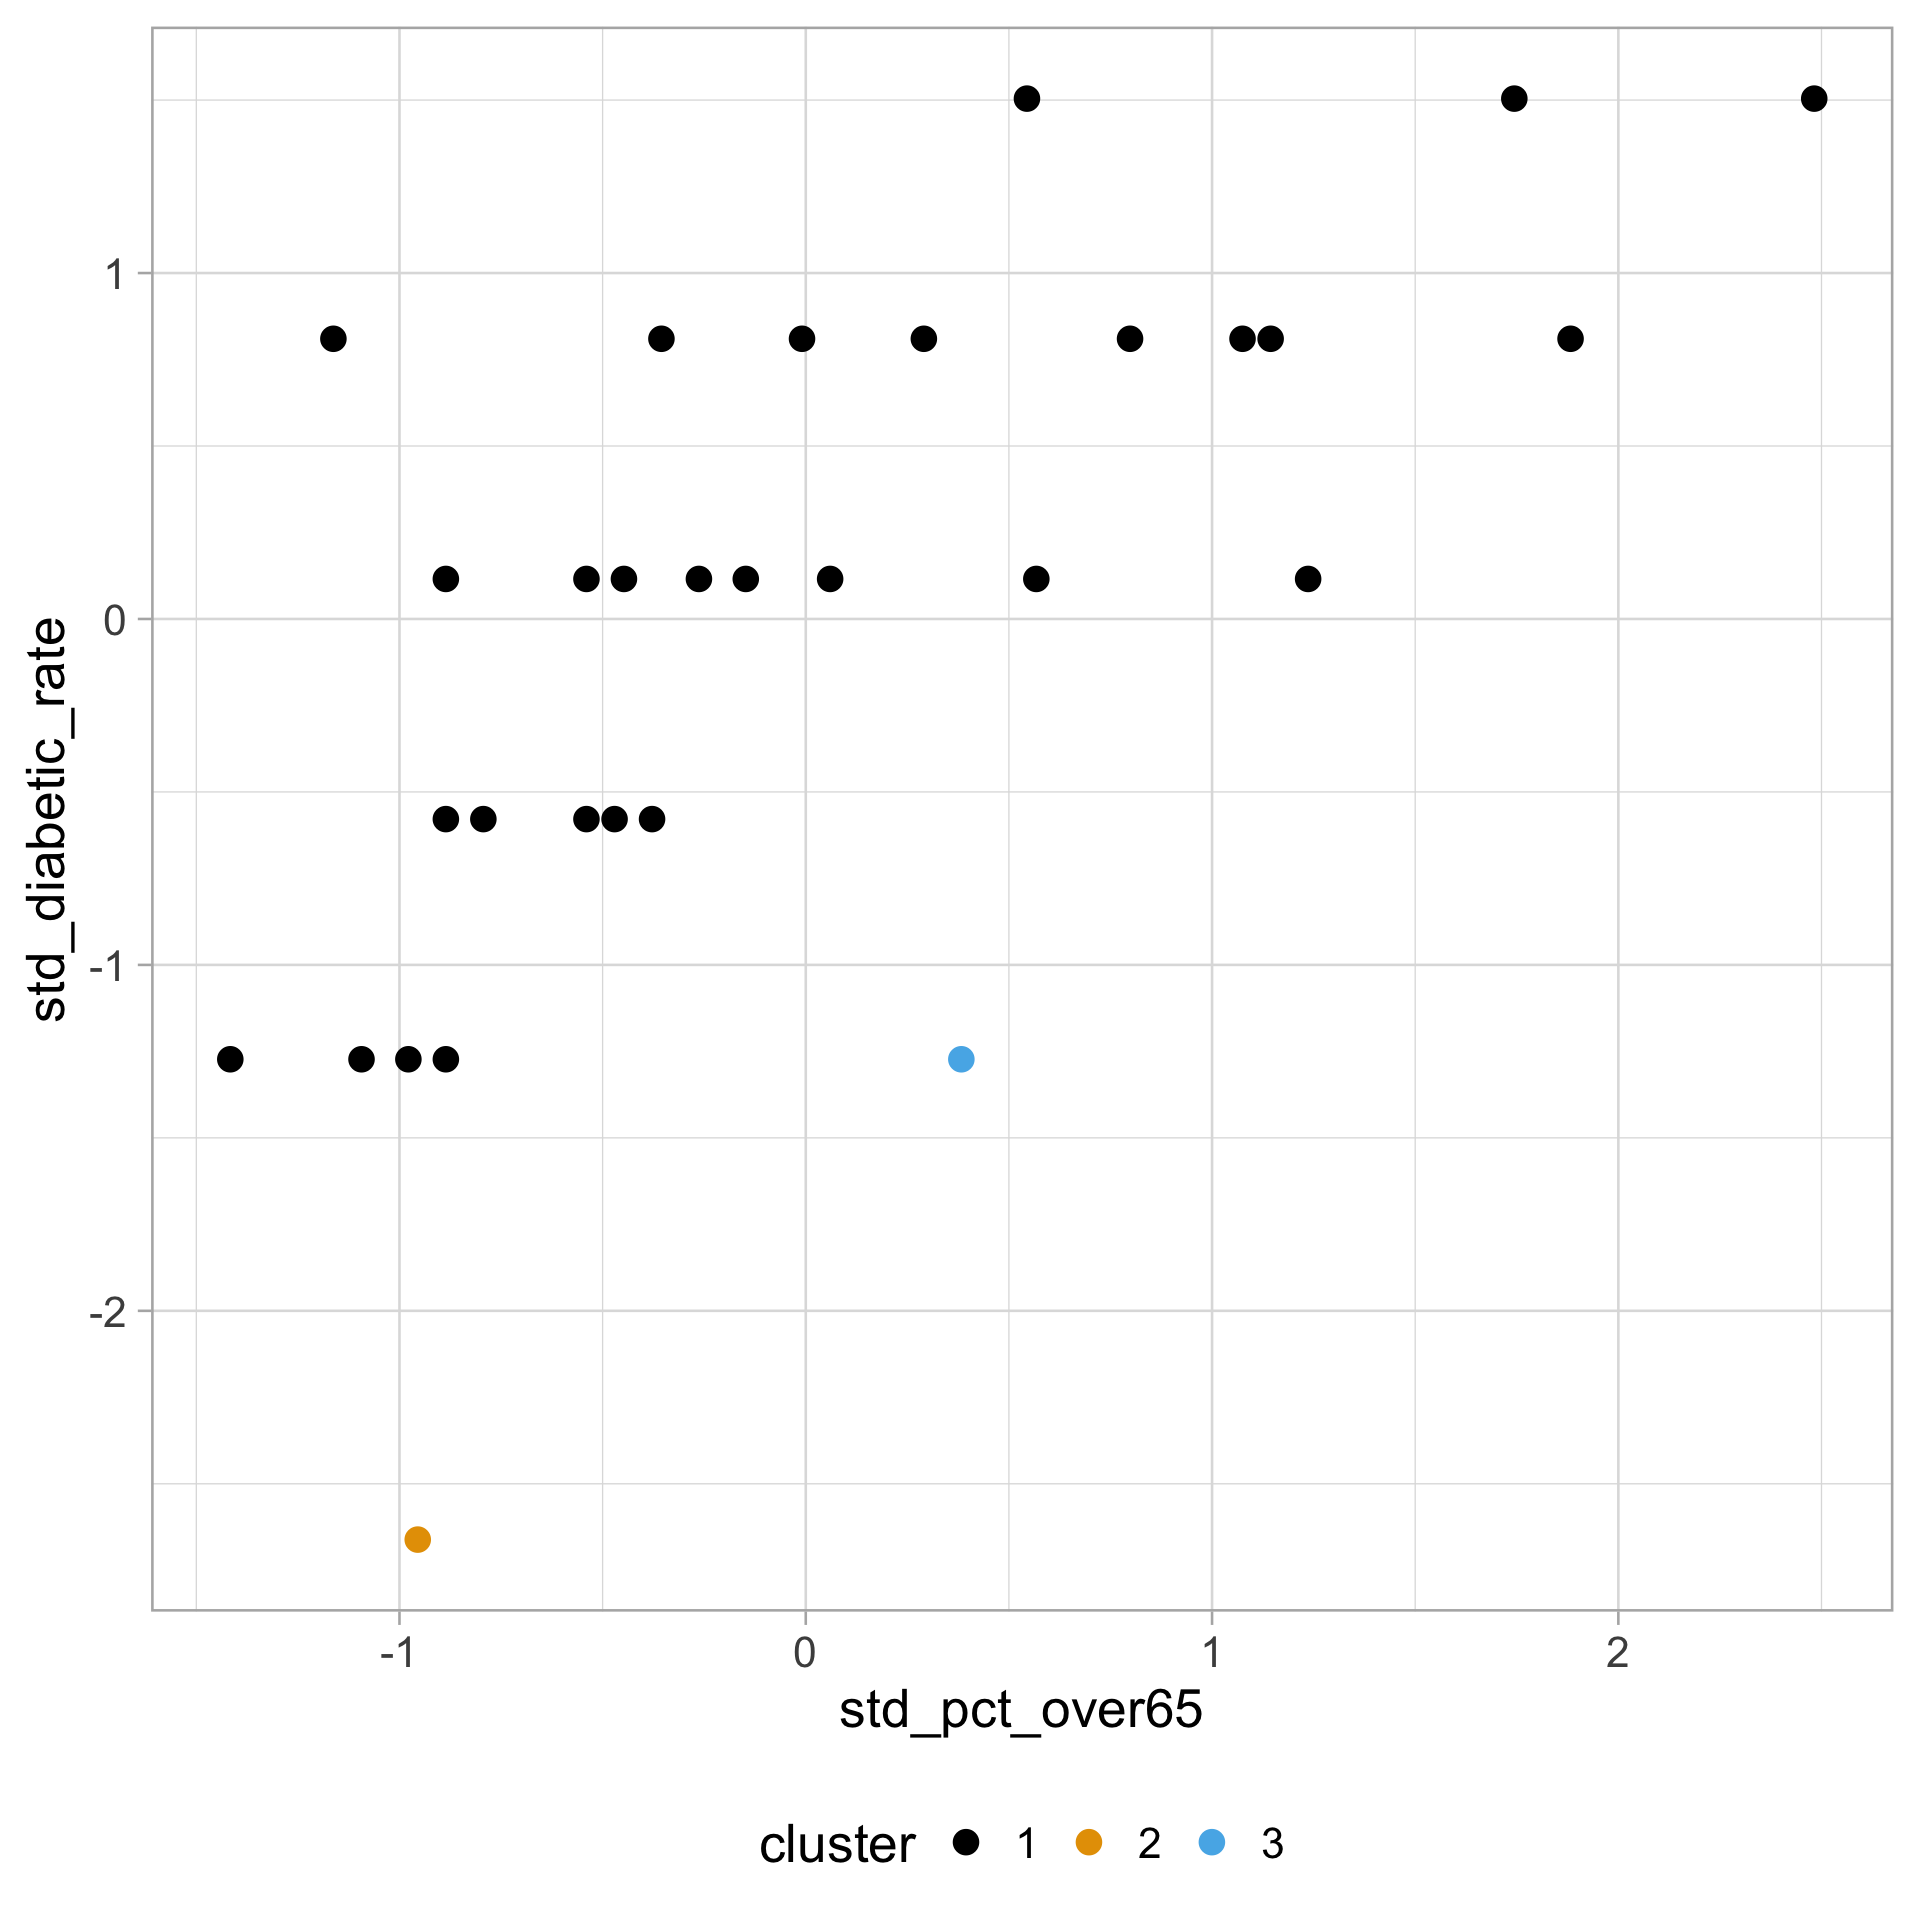 std_diabetic_rate
1
0
-1
-2
-1 0 1 2
std_pct_over65
cluster 1 2 3